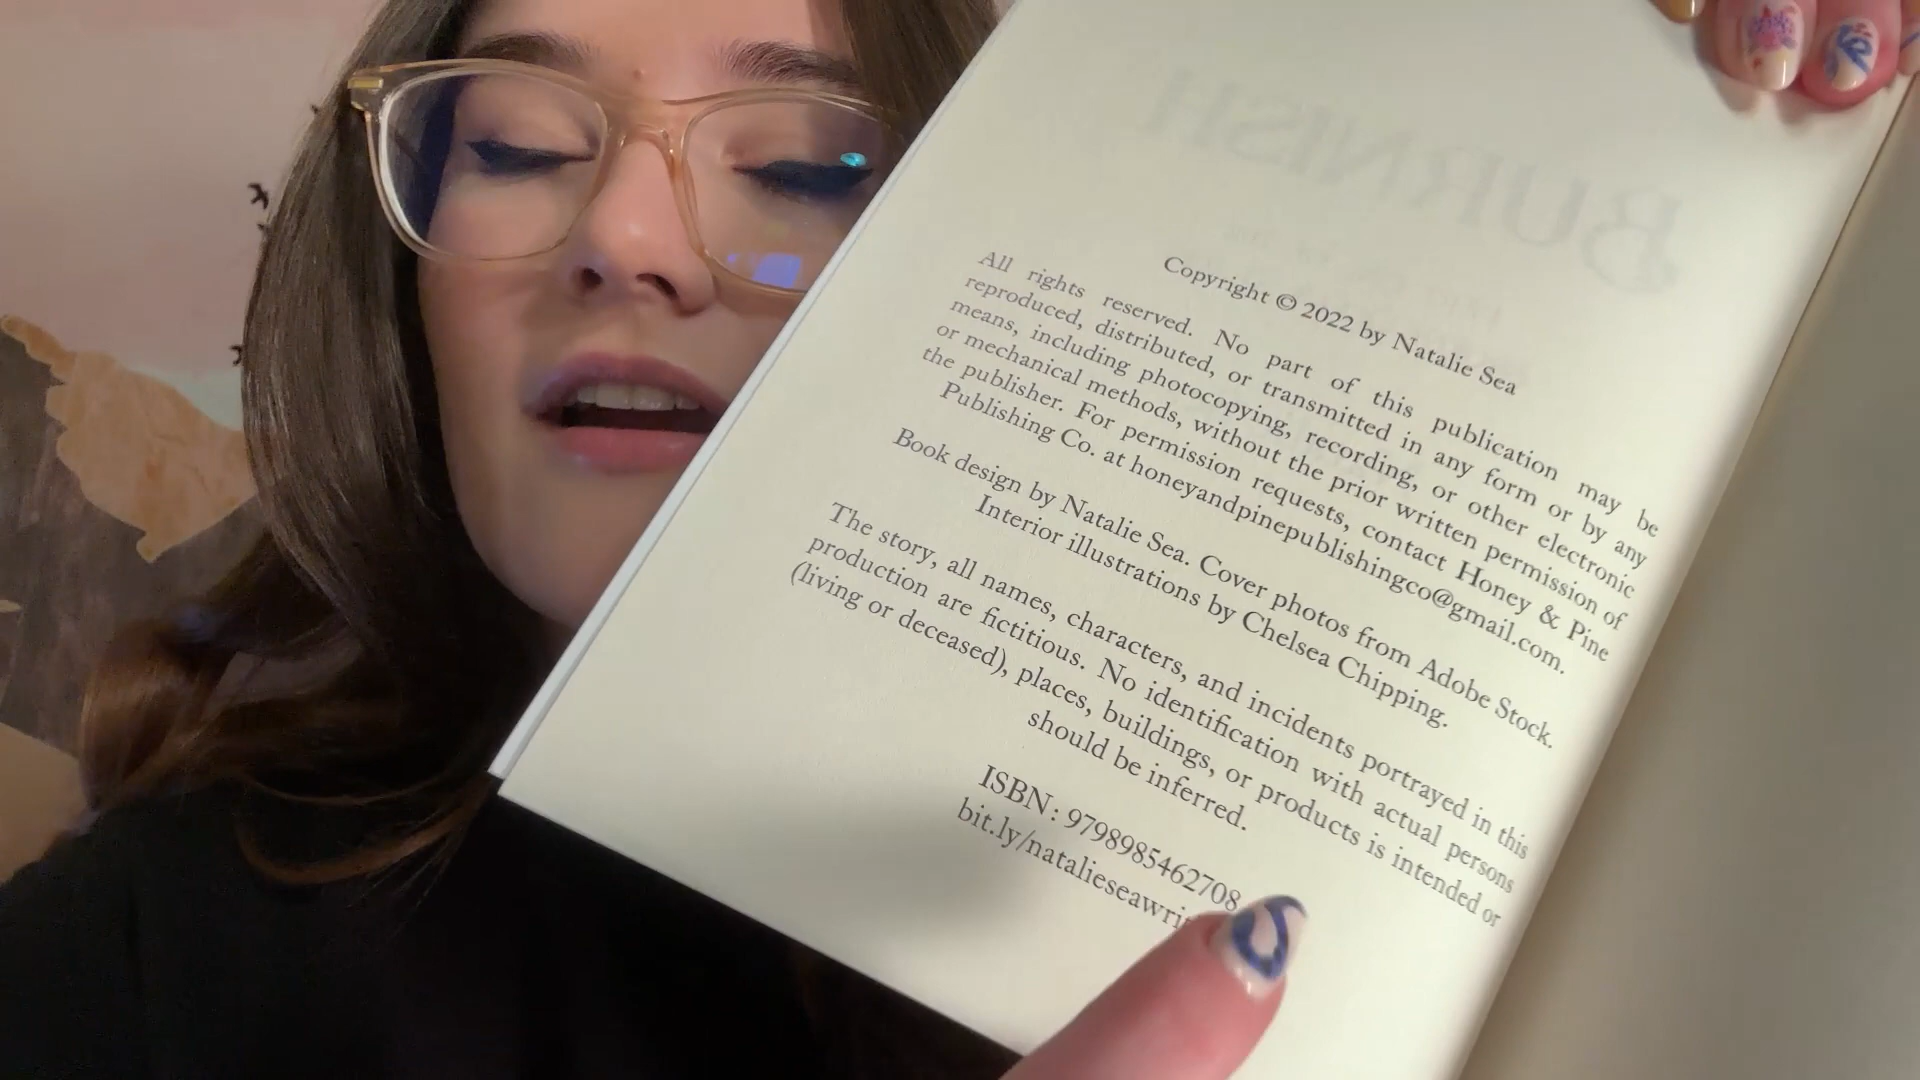 BURNISH
Copyright © 2022 by Natalie Sea
All rights reserved. No part of this publication may be
reproduced, distributed, or transmitted in any form or by any
means, including photocopying, recording, or other electronic
or mechanical methods, without the prior written permission of
the publisher. For permission requests, contact Honey & Pine
Publishing Co. at honeyandpinepublishingco@gmail.com.
Book design by Natalie Sea. Cover photos from Adobe Stock.
Interior illustrations by Chelsea Chipping.
The story, all names, characters, and incidents portrayed in this
production are fictitious. No identification with actual persons
(living or deceased), places, buildings, or products is intended or
should be inferred.
ISBN: 9798985462708